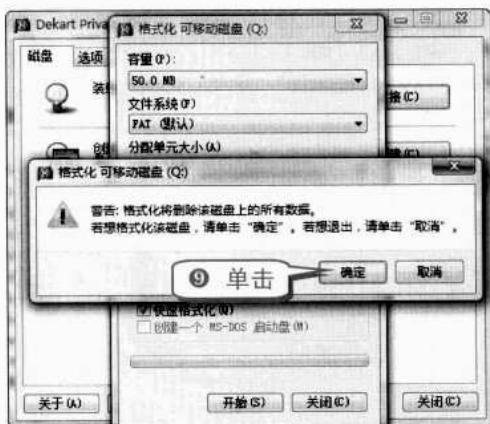 Dekart Priva
格式化 可移动磁盘 (Q:)
磁盘
选项
容量(P):
50.0 MB
装
接(C)
文件系统(F)
FAT (默认)
分配单元大小(A)
创
格式化 可移动磁盘 (Q:)
警告: 格式化将删除该磁盘上的所有数据。
若想格式化该磁盘，请单击“确定”。若想退出，请单击“取消”。
❾ 单击
确定
取消
快速格式化(Q)
创建一个 MS-DOS 启动盘(M)
关于(A)
开始(S)
关闭(C)
关闭(C)